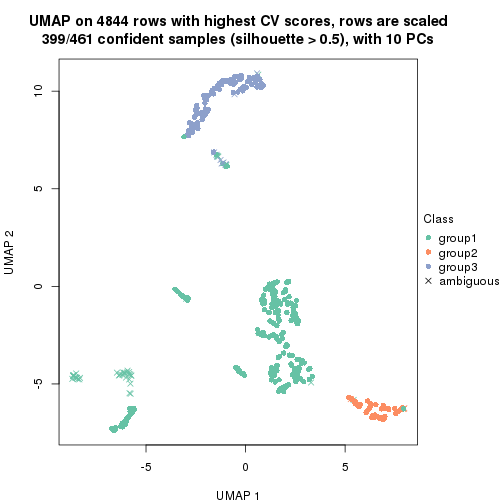 UMAP on 4844 rows with highest CV scores, rows are scaled
399/461 confident samples (silhouette > 0.5), with 10 PCs
10
5
0
-5
UMAP 2
-5
0
5
UMAP 1
Class
group1
group2
group3
ambiguous